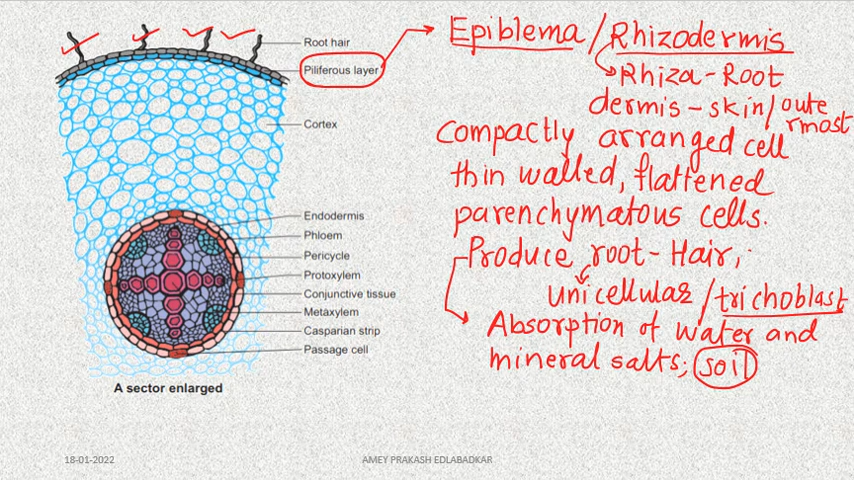 Root hair
Piliferous layer
Cortex
Endodermis
Phloem
Pericycle
Protoxylem
Conjunctive tissue
Metaxylem
Casparian strip
Passage cell
A sector enlarged
Epiblema / Rhizodermis
Rhiza - Root
dermis - skin / oute
rmost
Compactly arranged cell
thin walled, flattened
parenchymatous cells.
Produce root - Hair,
unicellular / trichoblast
Absorption of water and
mineral salts; soil
18-01-2022
AMEY PRAKASH EDLABADKAR